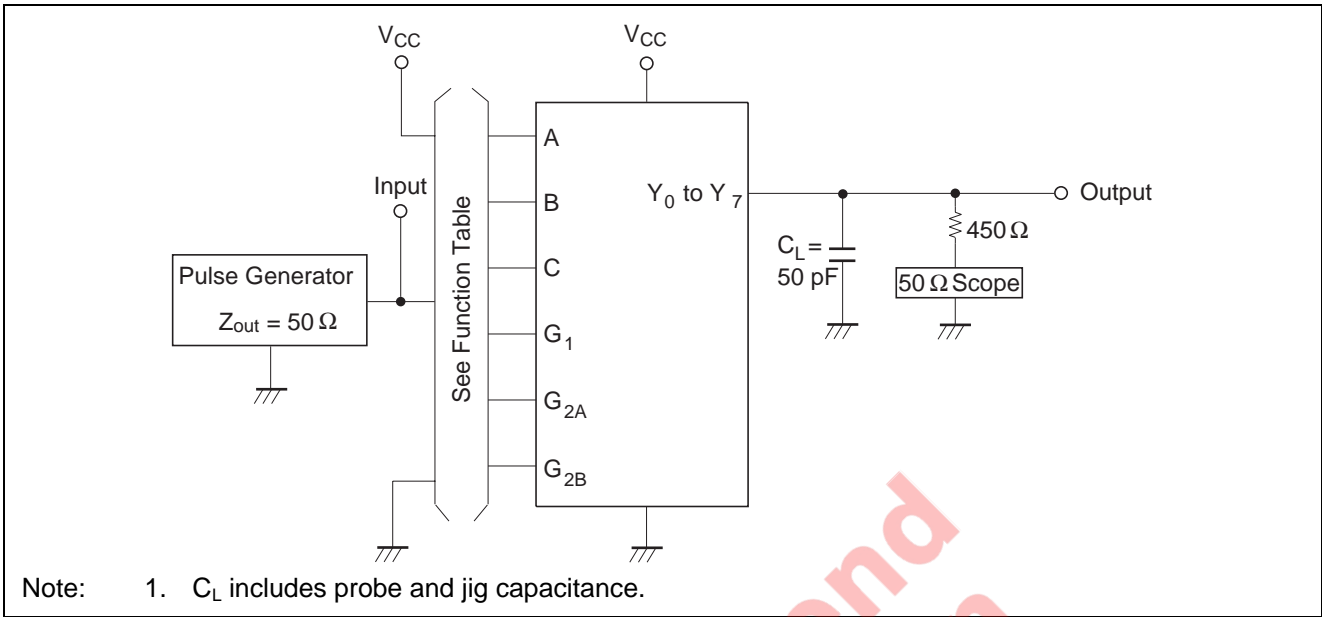 VCC
VCC
A
Input
B
Y0 to Y7
Output
See Function Table
450 Ω
CL =
50 pF
C
Pulse Generator
Zout = 50 Ω
50 Ω Scope
G1
G2A
G2B
Note: 1. CL includes probe and jig capacitance.